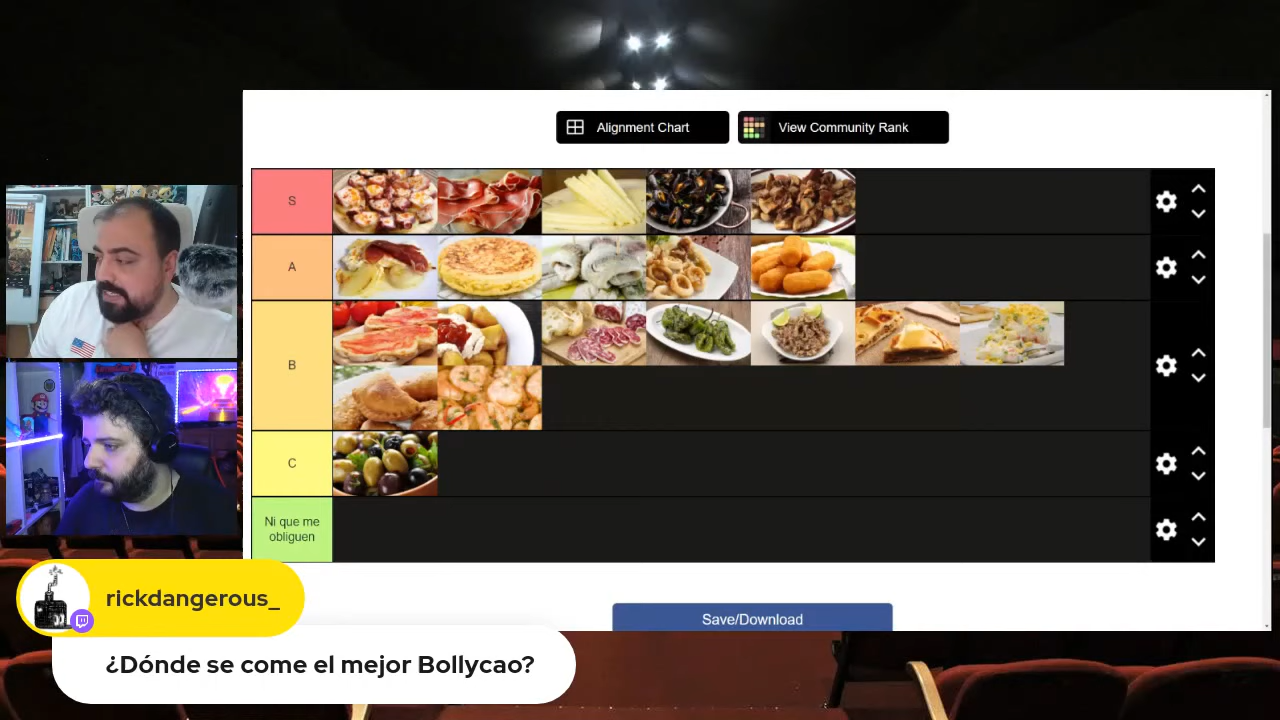 Alignment Chart
View Community Rank
S
A
B
C
Ni que me
obliguen
Save/Download
rickdangerous_
¿Dónde se come el mejor Bollycao?